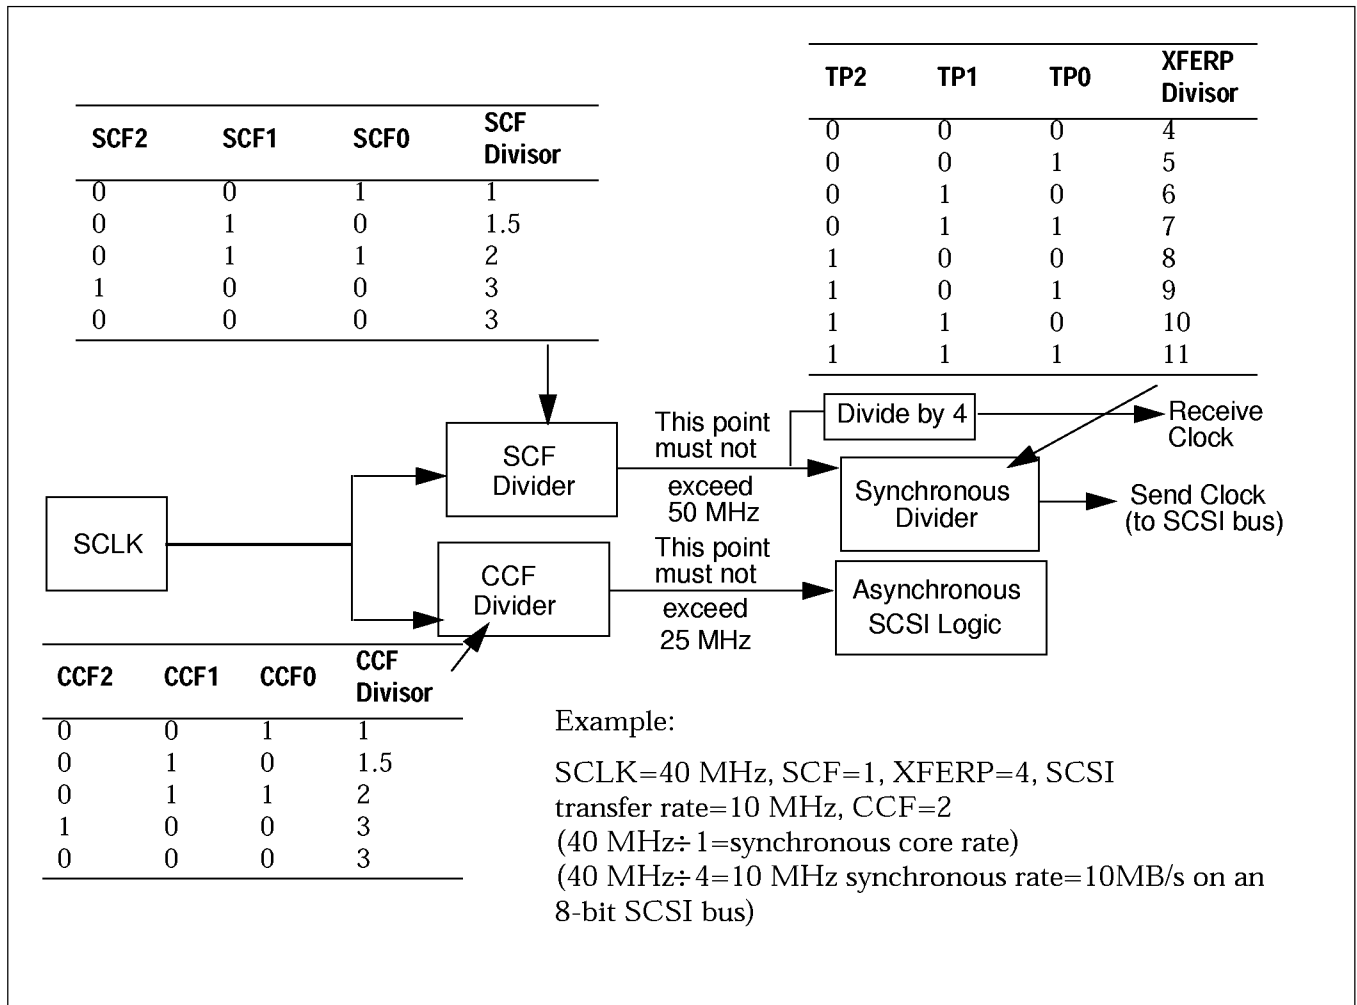 SCF2 SCF1 SCF0 SCF Divisor
0 0 1 1
0 1 0 1.5
0 1 1 2
1 0 0 3
0 0 0 3
TP2 TP1 TP0 XFERP Divisor
0 0 0 4
0 0 1 5
0 1 0 6
0 1 1 7
1 0 0 8
1 0 1 9
1 1 0 10
1 1 1 11
SCLK
SCF
Divider
This point
must not
exceed
50 MHz
Divide by 4
Receive
Clock
Synchronous
Divider
Send Clock
(to SCSI bus)
CCF
Divider
This point
must not
exceed
25 MHz
Asynchronous
SCSI Logic
CCF2 CCF1 CCF0 CCF Divisor
0 0 1 1
0 1 0 1.5
0 1 1 2
1 0 0 3
0 0 0 3
Example:
SCLK=40 MHz, SCF=1, XFERP=4, SCSI
transfer rate=10 MHz, CCF=2
(40 MHz÷1=synchronous core rate)
(40 MHz÷4=10 MHz synchronous rate=10MB/s on an
8-bit SCSI bus)